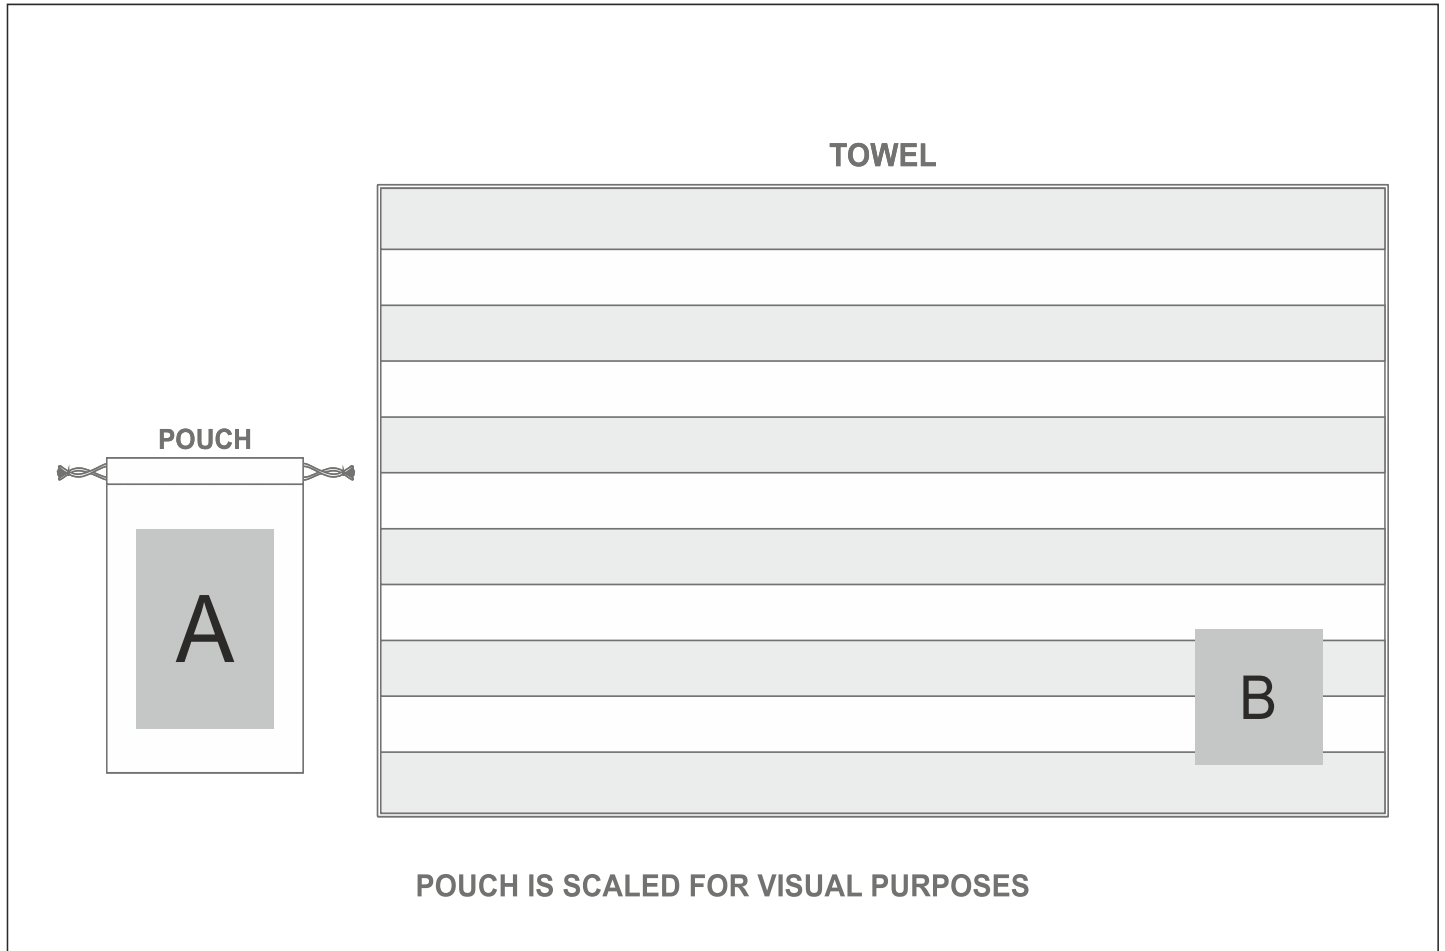 TOWEL
POUCH
A
B
POUCH IS SCALED FOR VISUAL PURPOSES